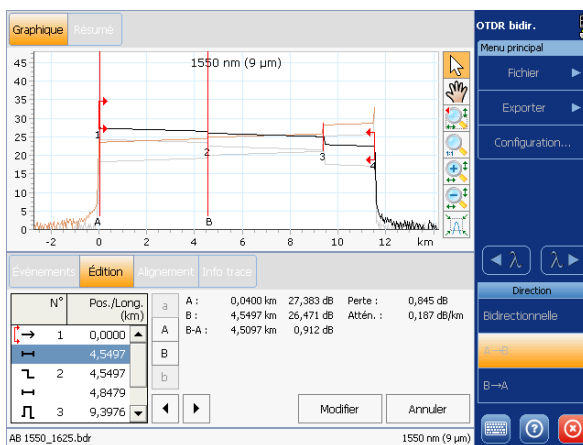 Graphique Résumé
1550 nm (9 µm)
45
40
35
30
25
20
15
10
5
0
1
2
3
4
A
B
-2 0 2 4 6 8 10 12 km
Événements Édition Alignement Info trace
N° Pos./Long. (km)
1 0,0000
4,5497
2 4,5497
4,8479
3 9,3976
a
A
B
b
A : 0,0400 km 27,383 dB Perte : 0,845 dB
B : 4,5497 km 26,471 dB Attén. : 0,187 dB/km
B-A : 4,5097 km 0,912 dB
Modifier Annuler
AB 1550_1625.bdr 1550 nm (9 µm)
OTDR bidir.
Menu principal
Fichier
Exporter
Configuration...
λ λ
Direction
Bidirectionnelle
A→B
B→A